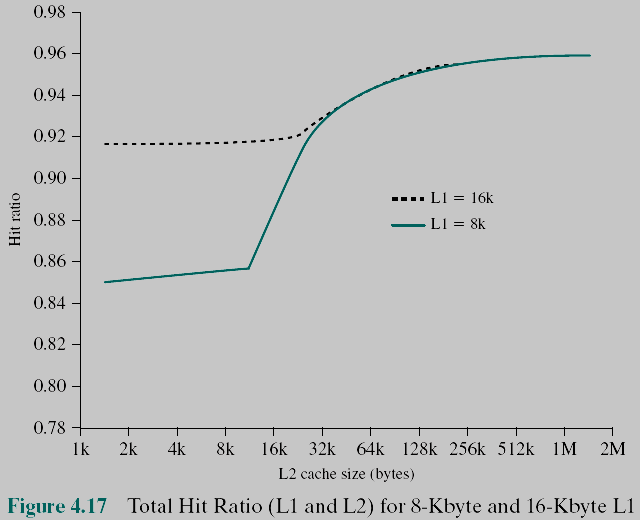 0.98
0.96
0.94
0.92
0.90
0.88
0.86
0.84
0.82
0.80
0.78
Hit ratio
L1 = 16k
L1 = 8k
1k 2k 4k 8k 16k 32k 64k 128k 256k 512k 1M 2M
L2 cache size (bytes)
Figure 4.17 Total Hit Ratio (L1 and L2) for 8-Kbyte and 16-Kbyte L1